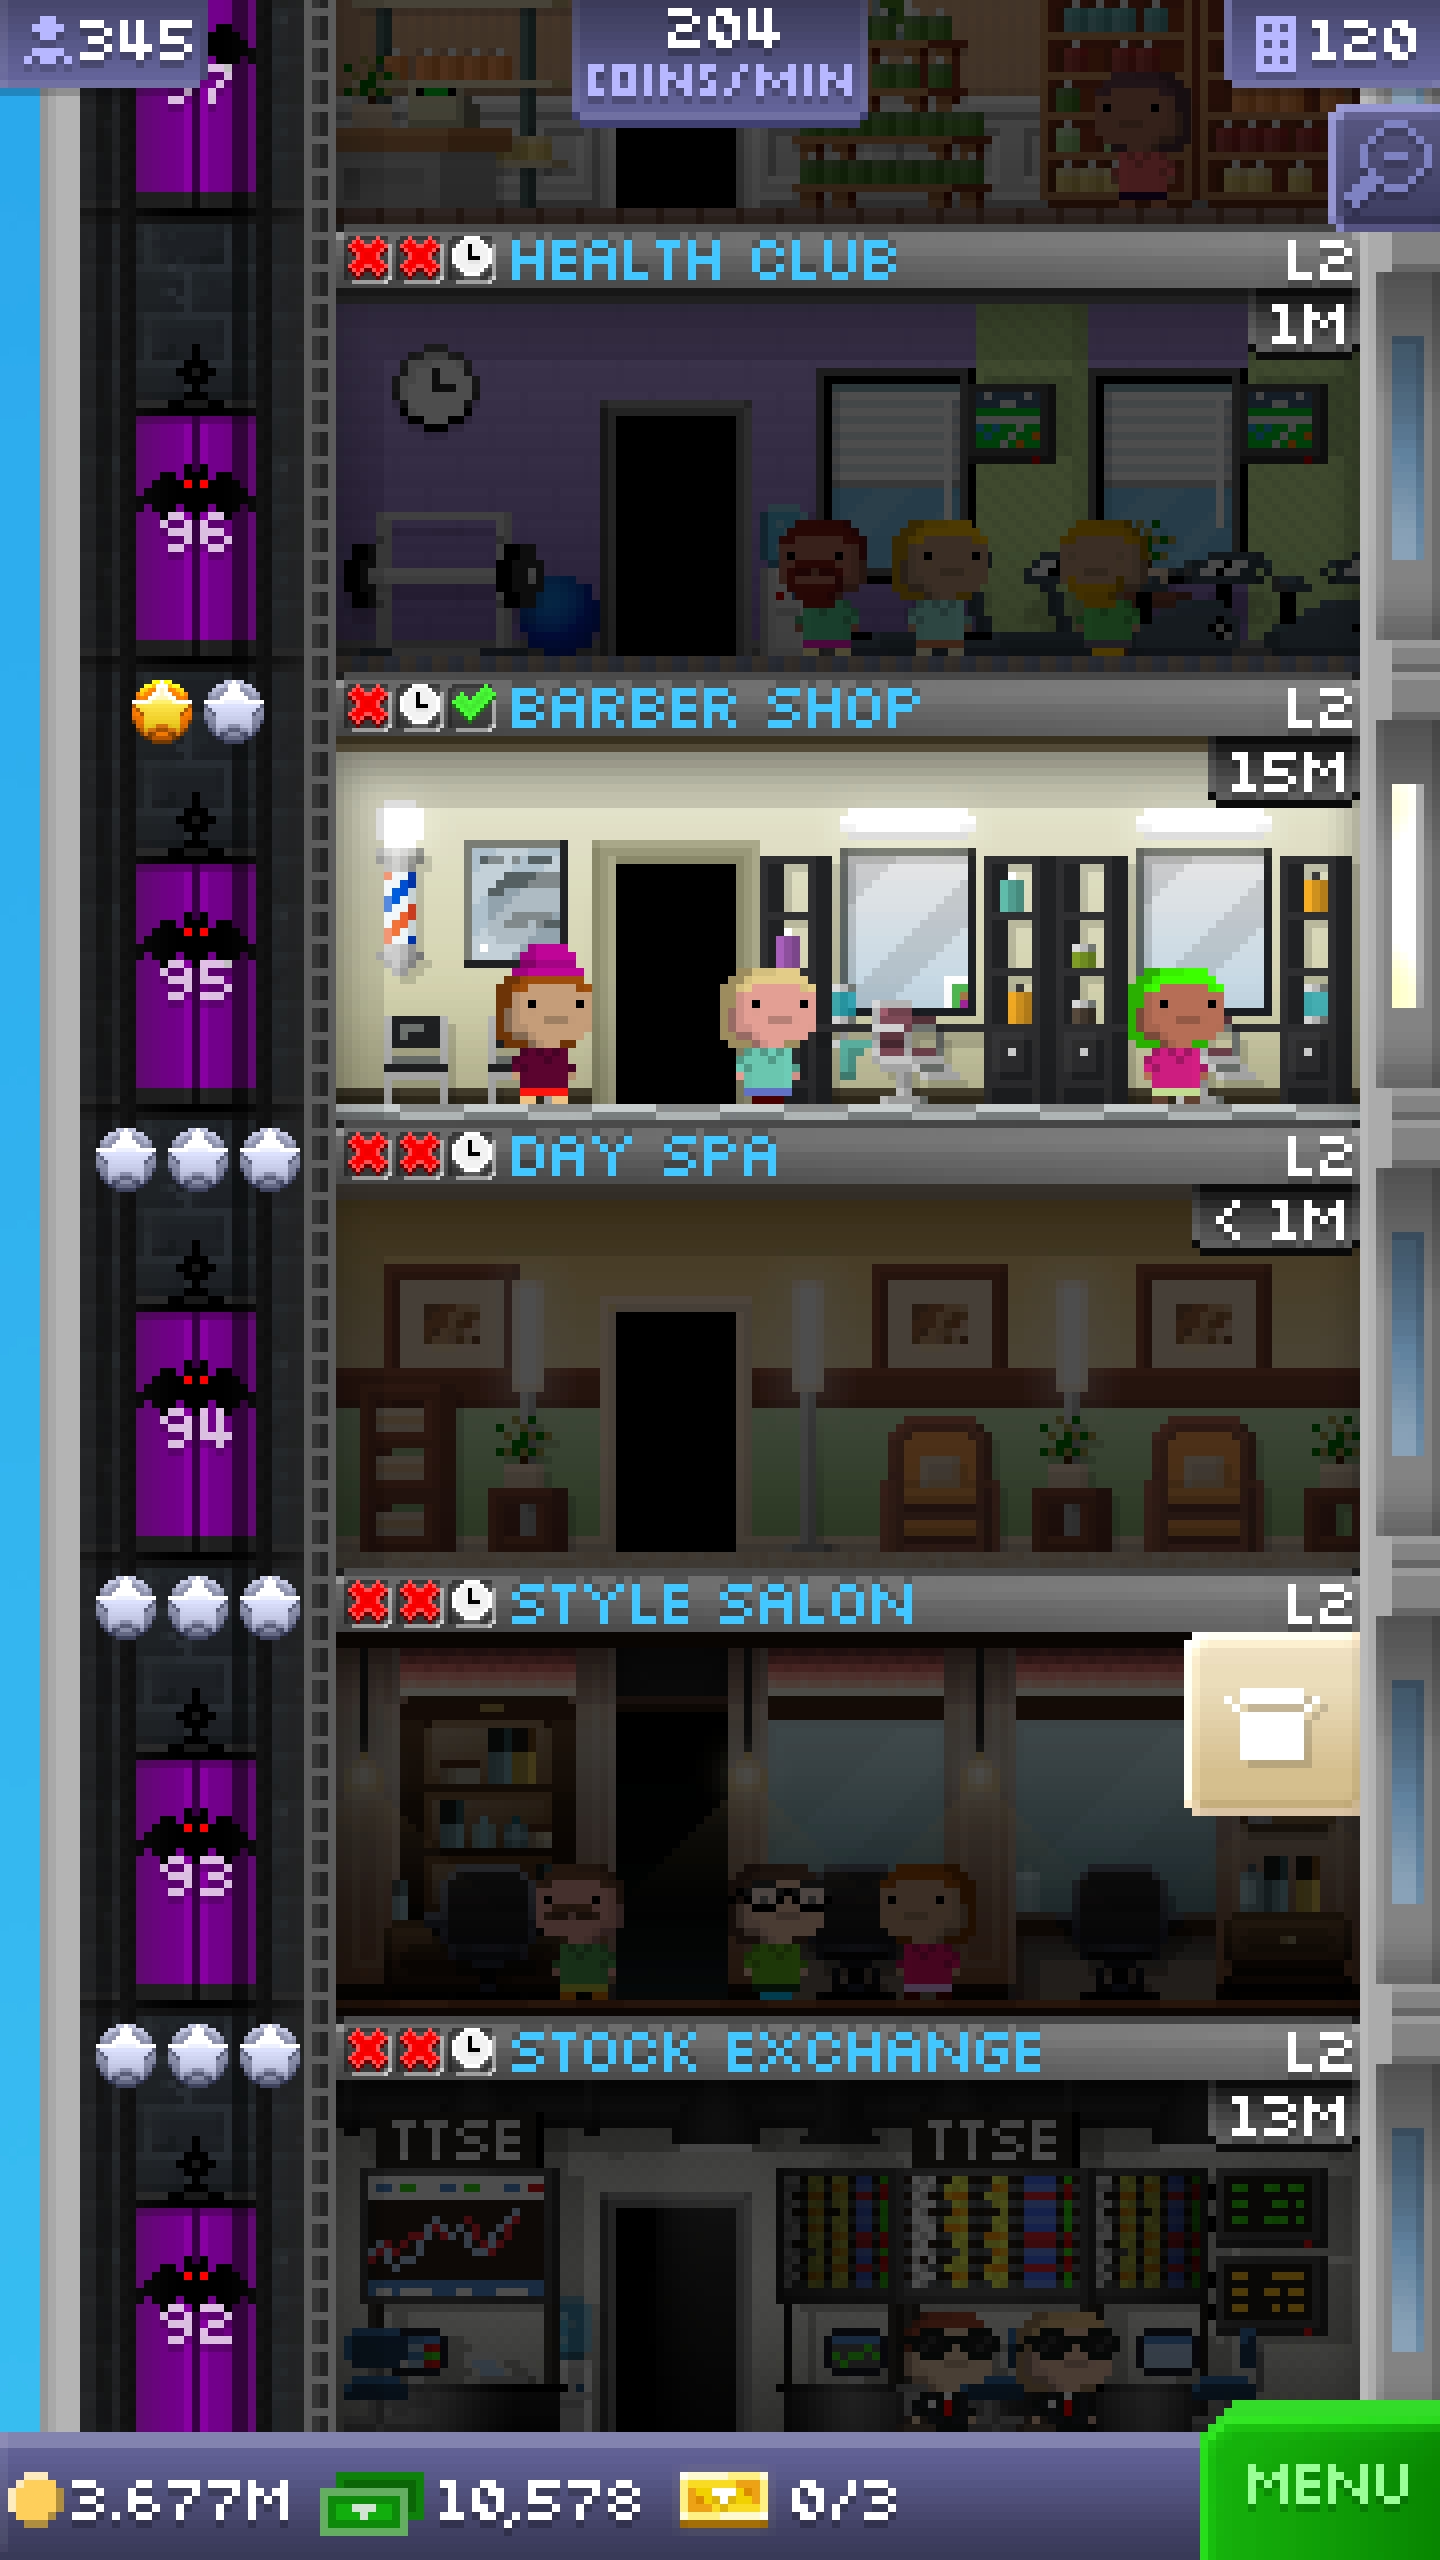 345
204
COINS/MIN
120
HEALTH CLUB
L2
1M
96
BARBER SHOP
L2
15M
95
DAY SPA
L2
< 1M
94
STYLE SALON
L2
93
STOCK EXCHANGE
L2
13M
TTSE
TTSE
92
3.677M
10,578
0/3
MENU